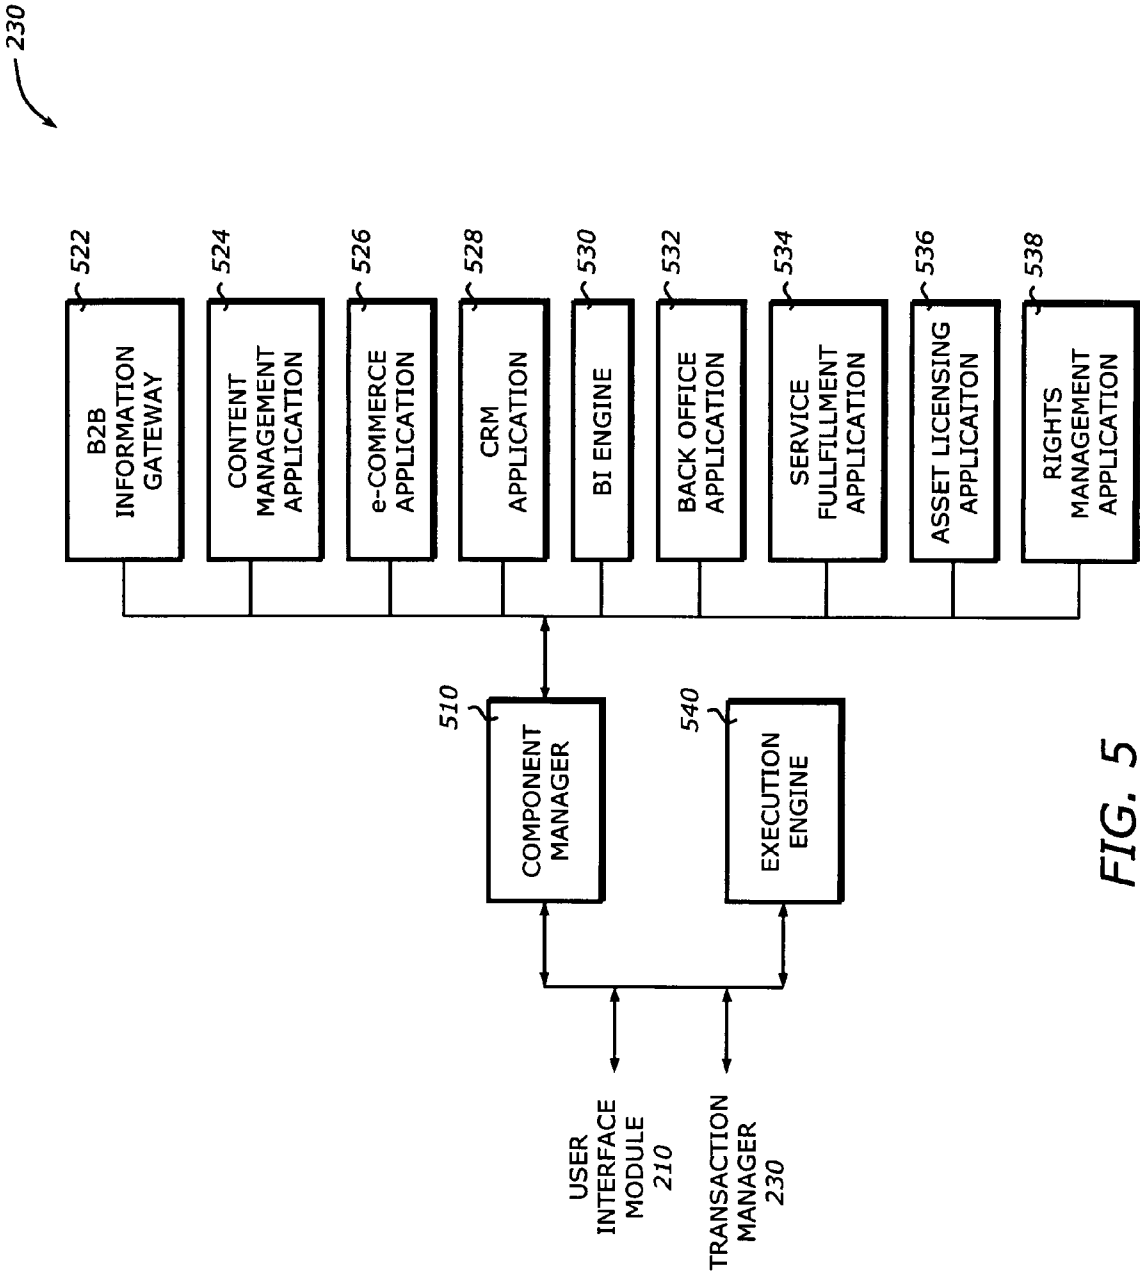 230
522
B2B
INFORMATION
GATEWAY
524
CONTENT
MANAGEMENT
APPLICATION
526
e-COMMERCE
APPLICATION
528
CRM
APPLICATION
530
BI ENGINE
532
BACK OFFICE
APPLICATION
534
SERVICE
FULLFILLMENT
APPLICATION
536
ASSET LICENSING
APPLICAITON
538
RIGHTS
MANAGEMENT
APPLICATION
510
COMPONENT
MANAGER
540
EXECUTION
ENGINE
USER
INTERFACE
MODULE
210
TRANSACTION
MANAGER
230
FIG. 5